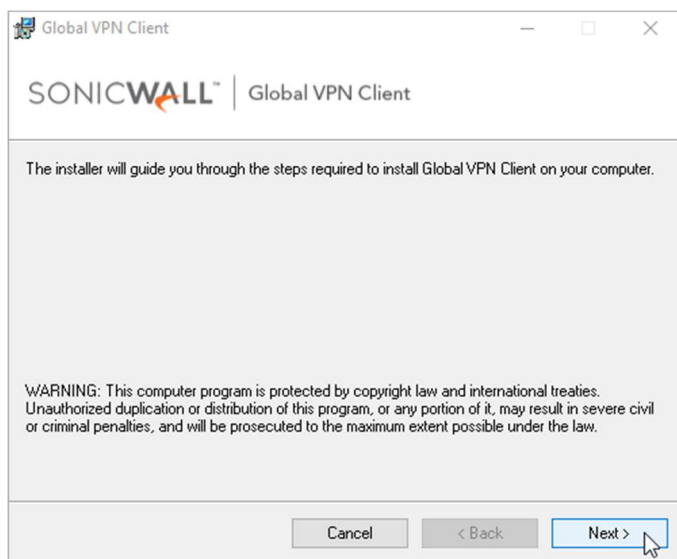 Global VPN Client
SONICWALL™ Global VPN Client
The installer will guide you through the steps required to install Global VPN Client on your computer.
WARNING: This computer program is protected by copyright law and international treaties.
Unauthorized duplication or distribution of this program, or any portion of it, may result in severe civil
or criminal penalties, and will be prosecuted to the maximum extent possible under the law.
Cancel < Back Next >